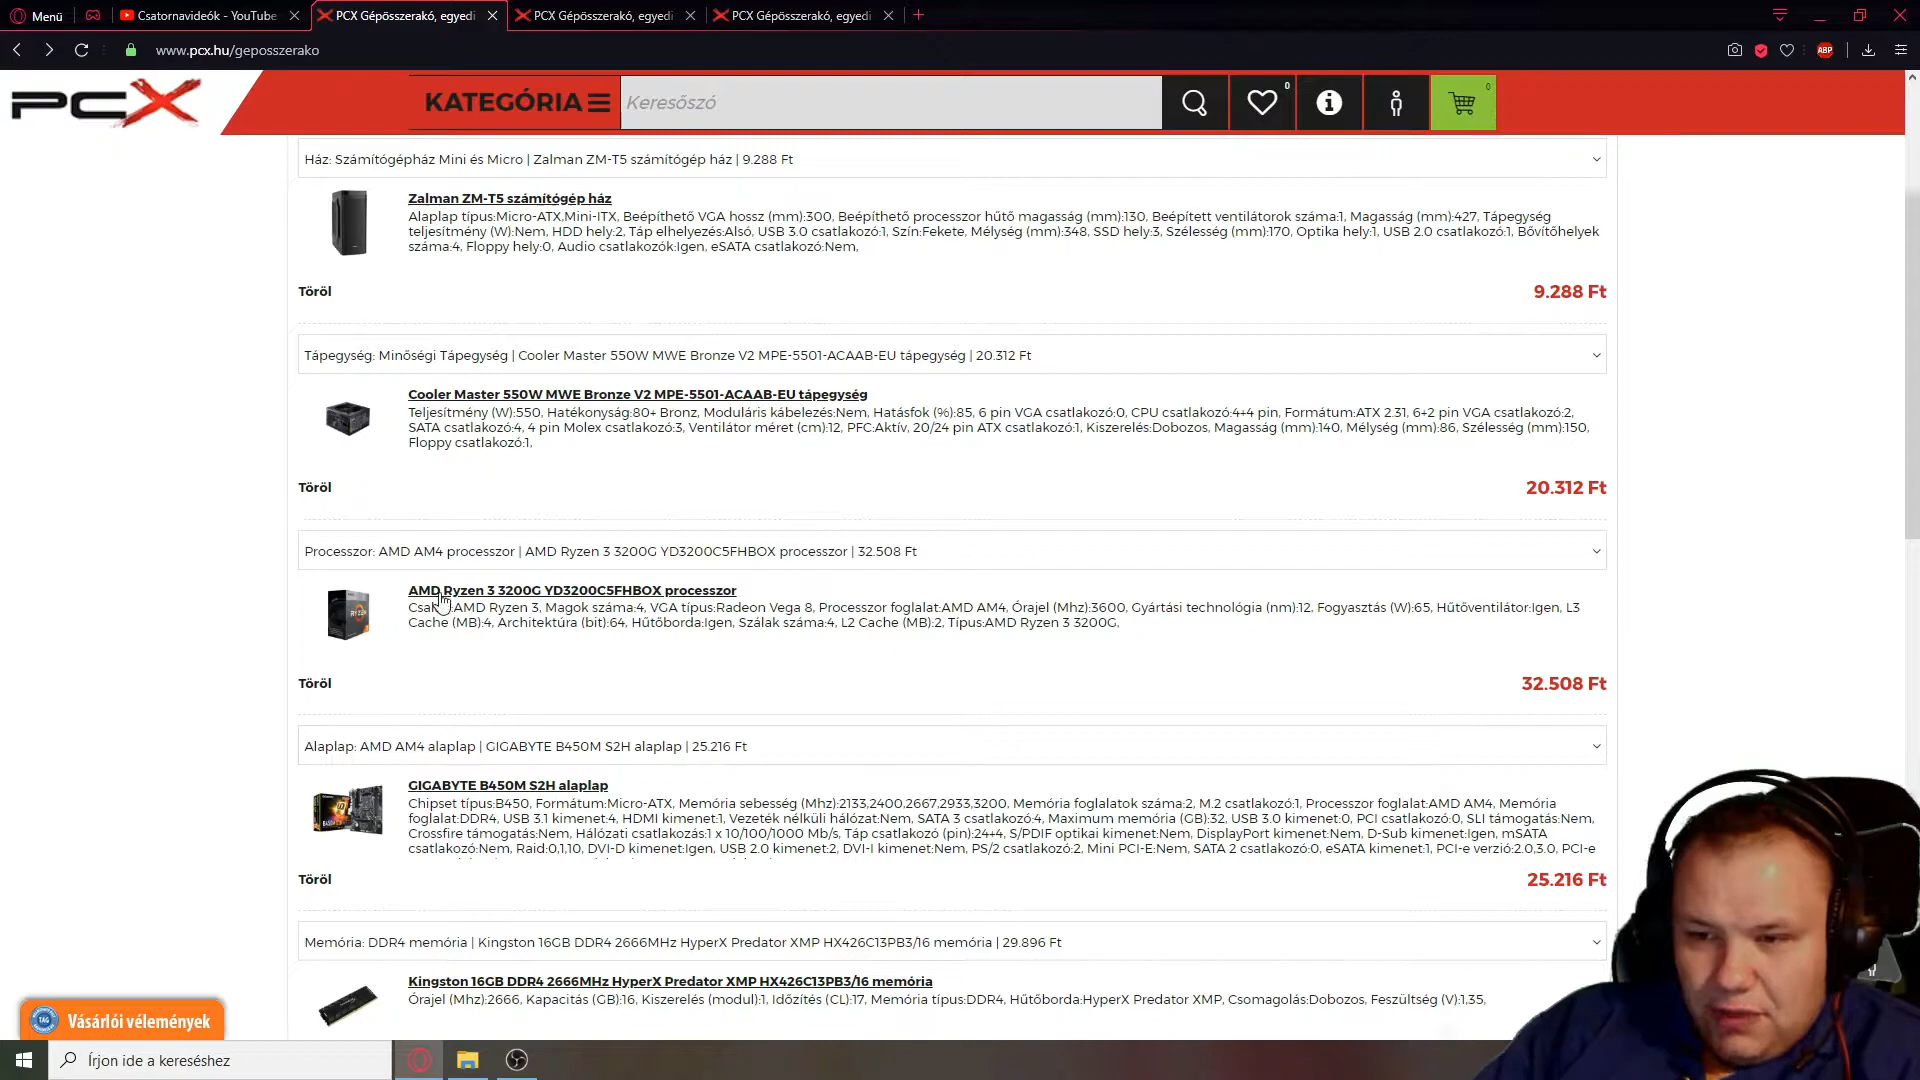 Menü
Csatornavideók - YouTube
PCX Gépösszerakó, egyedi
PCX Gépösszerakó, egyedi
PCX Gépösszerakó, egyedi
www.pcx.hu/geposszerako
ABP
PCX
KATEGÓRIA
Keresőszó
0
0
Ház: Számítógépház Mini és Micro | Zalman ZM-T5 számítógép ház | 9.288 Ft
Zalman ZM-T5 számítógép ház
Alaplap típus:Micro-ATX,Mini-ITX, Beépíthető VGA hossz (mm):300, Beépíthető processzor hűtő magasság (mm):130, Beépített ventilátorok száma:1, Magasság (mm):427, Tápegység
teljesítmény (W):Nem, HDD hely:2, Táp elhelyezés:Alsó, USB 3.0 csatlakozó:1, Szín:Fekete, Mélység (mm):348, SSD hely:3, Szélesség (mm):170, Optika hely:1, USB 2.0 csatlakozó:1, Bővítőhelyek
száma:4, Floppy hely:0, Audio csatlakozók:Igen, eSATA csatlakozó:Nem,
Töröl
9.288 Ft
Tápegység: Minőségi Tápegység | Cooler Master 550W MWE Bronze V2 MPE-5501-ACAAB-EU tápegység | 20.312 Ft
Cooler Master 550W MWE Bronze V2 MPE-5501-ACAAB-EU tápegység
Teljesítmény (W):550, Hatékonyság:80+ Bronz, Moduláris kábelezés:Nem, Hatásfok (%):85, 6 pin VGA csatlakozó:0, CPU csatlakozó:4+4 pin, Formátum:ATX 2.31, 6+2 pin VGA csatlakozó:2,
SATA csatlakozó:4, 4 pin Molex csatlakozó:3, Ventilátor méret (cm):12, PFC:Aktív, 20/24 pin ATX csatlakozó:1, Kiszerelés:Dobozos, Magasság (mm):140, Mélység (mm):86, Szélesség (mm):150,
Floppy csatlakozó:1,
Töröl
20.312 Ft
Processzor: AMD AM4 processzor | AMD Ryzen 3 3200G YD3200C5FHBOX processzor | 32.508 Ft
RYZEN
AMD Ryzen 3 3200G YD3200C5FHBOX processzor
:AMD Ryzen 3, Magok száma:4, VGA típus:Radeon Vega 8, Processzor foglalat:AMD AM4, Órajel (Mhz):3600, Gyártási technológia (nm):12, Fogyasztás (W):65, Hűtőventilátor:Igen, L3
Cache (MB):4, Architektúra (bit):64, Hűtőborda:Igen, Szálak száma:4, L2 Cache (MB):2, Típus:AMD Ryzen 3 3200G,
Töröl
32.508 Ft
Alaplap: AMD AM4 alaplap | GIGABYTE B450M S2H alaplap | 25.216 Ft
GIGABYTE B450M S2H alaplap
Chipset típus:B450, Formátum:Micro-ATX, Memória sebesség (Mhz):2133,2400,2667,2933,3200, Memória foglalatok száma:2, M.2 csatlakozó:1, Processzor foglalat:AMD AM4, Memória
foglalat:DDR4, USB 3.1 kimenet:4, HDMI kimenet:1, Vezeték nélküli hálózat:Nem, SATA 3 csatlakozó:4, Maximum memória (GB):32, USB 3.0 kimenet:0, PCI csatlakozó:0, SLI támogatás:Nem,
Crossfire támogatás:Nem, Hálózati csatlakozás:1 x 10/100/1000 Mb/s, Táp csatlakozó (pin):24+4, S/PDIF optikai kimenet:Nem, DisplayPort kimenet:Nem, D-Sub kimenet:Igen, mSATA
csatlakozó:Nem, Raid:0,1,10, DVI-D kimenet:Igen, USB 2.0 kimenet:2, DVI-I kimenet:Nem, PS/2 csatlakozó:2, Mini PCI-E:Nem, SATA 2 csatlakozó:0, eSATA kimenet:1, PCI-e verzió:2.0,3.0, PCI-e
Töröl
25.216 Ft
Memória: DDR4 memória | Kingston 16GB DDR4 2666MHz HyperX Predator XMP HX426C13PB3/16 memória | 29.896 Ft
Kingston 16GB DDR4 2666MHz HyperX Predator XMP HX426C13PB3/16 memória
Órajel (Mhz):2666, Kapacitás (GB):16, Kiszerelés (modul):1, Időzítés (CL):17, Memória típus:DDR4, Hűtőborda:HyperX Predator XMP, Csomagolás:Dobozos, Feszültség (V):1,35,
Vásárlói vélemények
Írjon ide a kereséshez